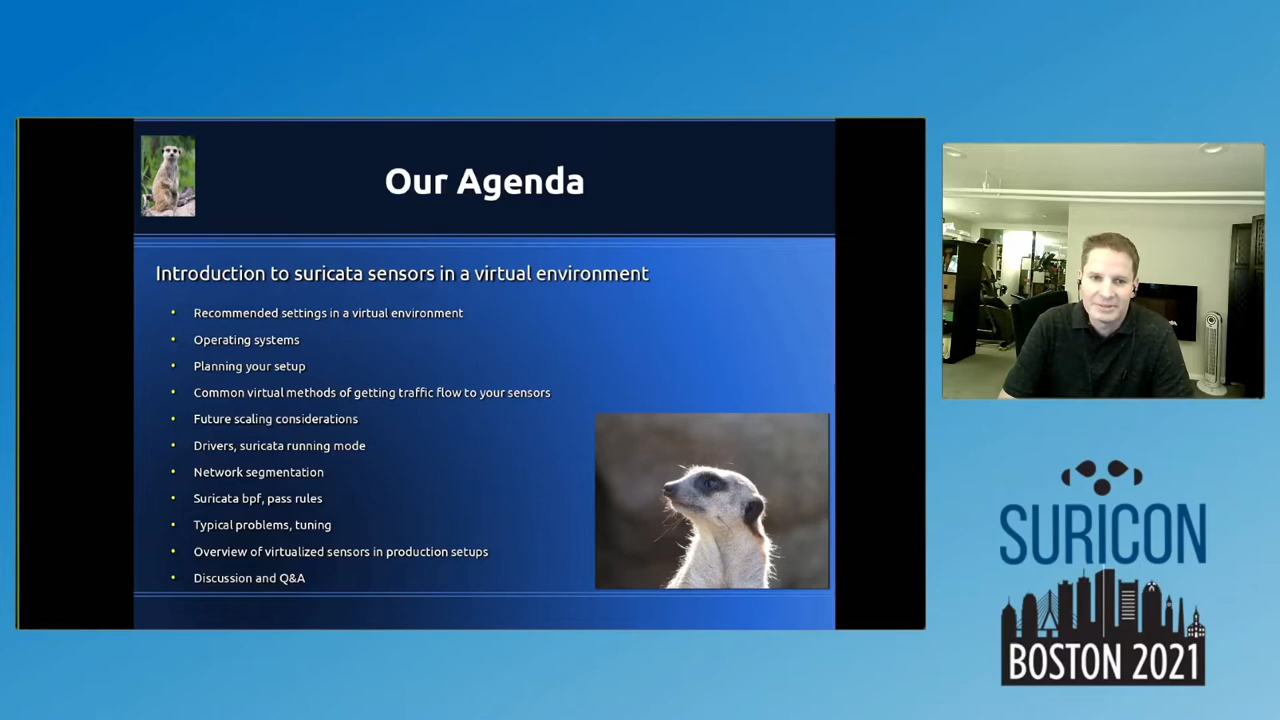 Our Agenda
Introduction to suricata sensors in a virtual environment
Recommended settings in a virtual environment
Operating systems
Planning your setup
Common virtual methods of getting traffic flow to your sensors
Future scaling considerations
Drivers, suricata running mode
Network segmentation
Suricata bpf, pass rules
Typical problems, tuning
Overview of virtualized sensors in production setups
Discussion and Q&A
SURICON
BOSTON 2021